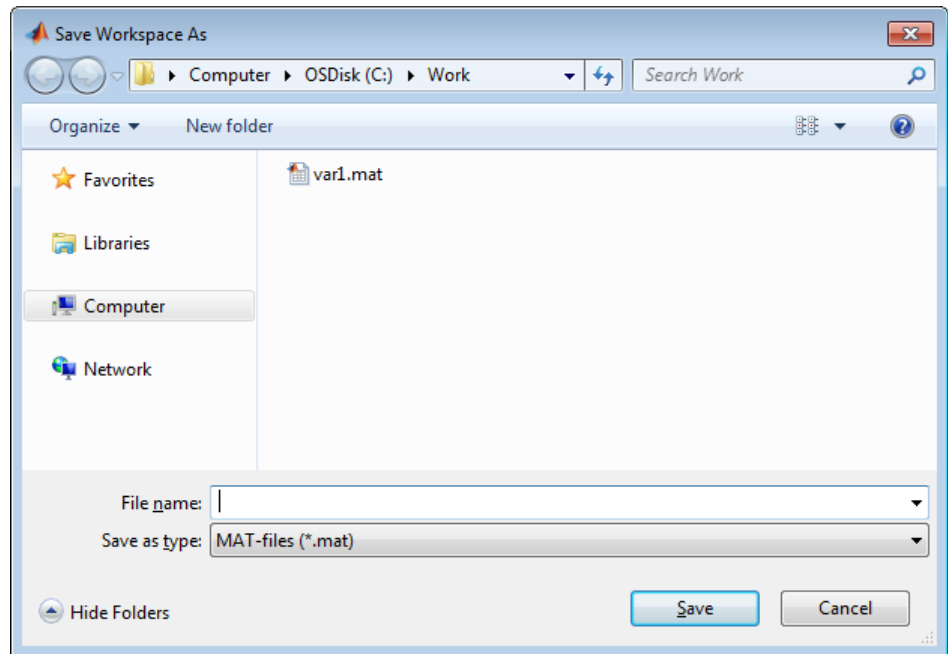 Save Workspace As
Computer OSDisk (C:) Work Search Work
Organize New folder
Favorites
var1.mat
Libraries
Computer
Network
File name:
Save as type: MAT-files (*.mat)
Hide Folders Save Cancel